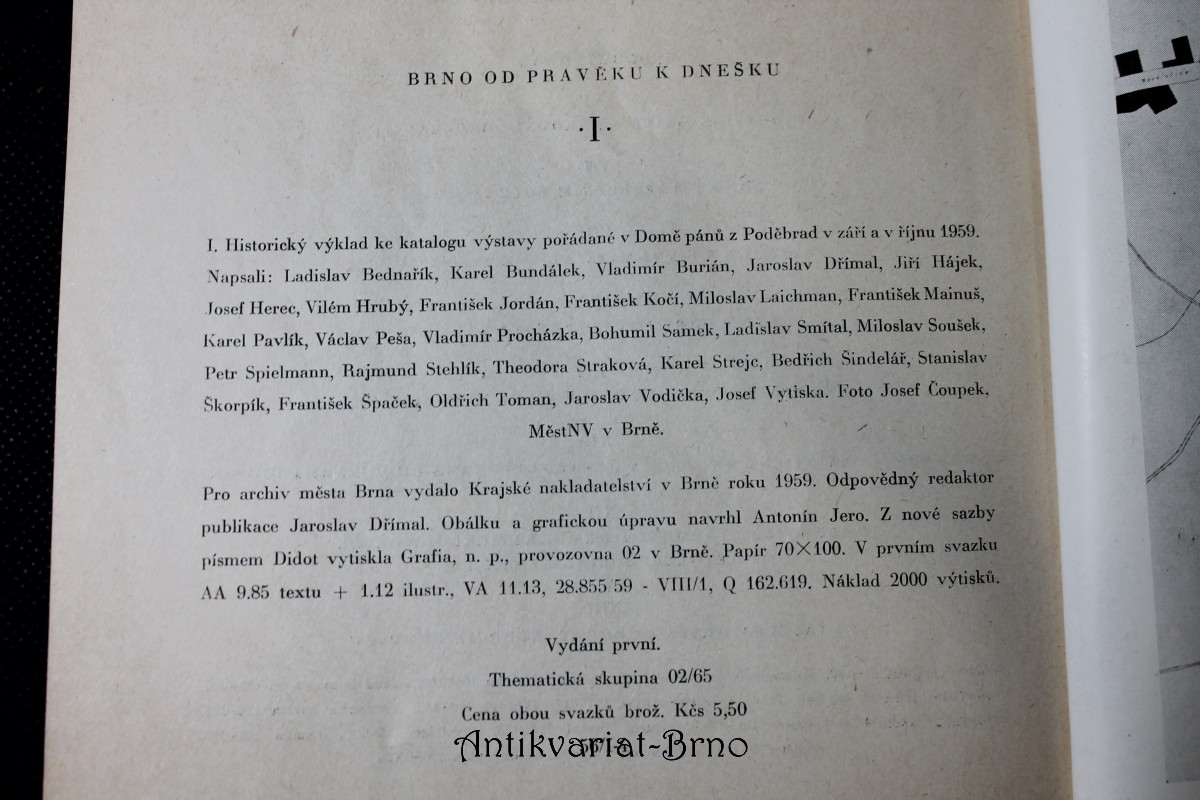 BRNO OD PRAVĚKU K DNEŠKU
·I·
I. Historický výklad ke katalogu výstavy pořádané v Domě pánů z Poděbrad v září a v říjnu 1959.
Napsali: Ladislav Bednařík, Karel Bundálek, Vladimír Burián, Jaroslav Dřímal, Jiří Hájek,
Josef Herec, Vilém Hrubý, František Jordán, František Kočí, Miloslav Laichman, František Mainuš,
Karel Pavlík, Václav Peša, Vladimír Procházka, Bohumil Samek, Ladislav Smítal, Miloslav Soušek,
Petr Spielmann, Rajmund Stehlík, Theodora Straková, Karel Strejc, Bedřich Šindelář, Stanislav
Škorpík, František Špaček, Oldřich Toman, Jaroslav Vodička, Josef Vytiska. Foto Josef Čoupek,
MěstNV v Brně.
Pro archiv města Brna vydalo Krajské nakladatelství v Brně roku 1959. Odpovědný redaktor
publikace Jaroslav Dřímal. Obálku a grafickou úpravu navrhl Antonín Jero. Z nové sazby
písmem Didot vytiskla Grafia, n. p., provozovna 02 v Brně. Papír 70×100. V prvním svazku
AA 9.85 textu + 1.12 ilustr., VA 11.13, 28.855 59 - VIII/1, Q 162.619. Náklad 2000 výtisků.
Vydání první.
Thematická skupina 02/65
Cena obou svazků brož. Kčs 5,50
Antikvariat-Brno